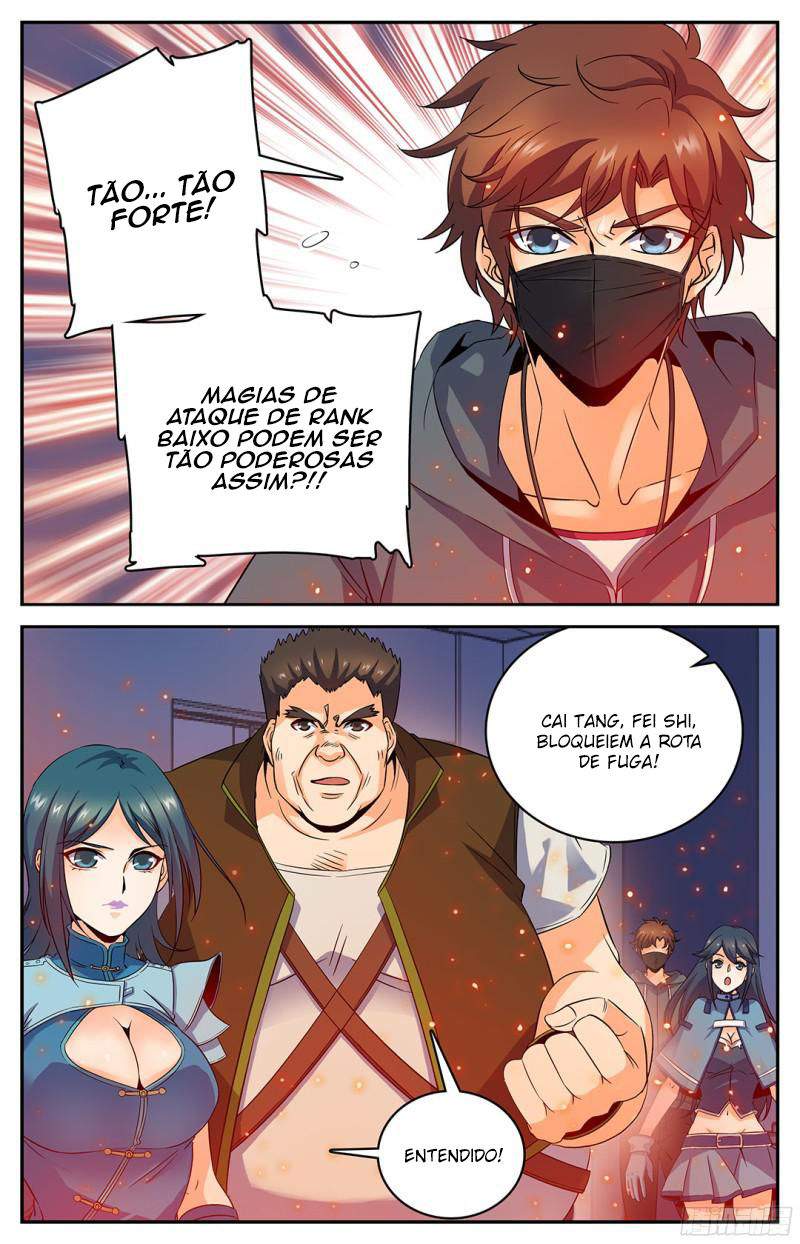 TÃO... TÃO
FORTE!
MAGIAS DE
ATAQUE DE RANK
BAIXO PODEM SER
TÃO PODEROSAS
ASSIM?!!
CAI TANG, FEI SHI,
BLOQUEIEM A ROTA
DE FUGA!
ENTENDIDO!